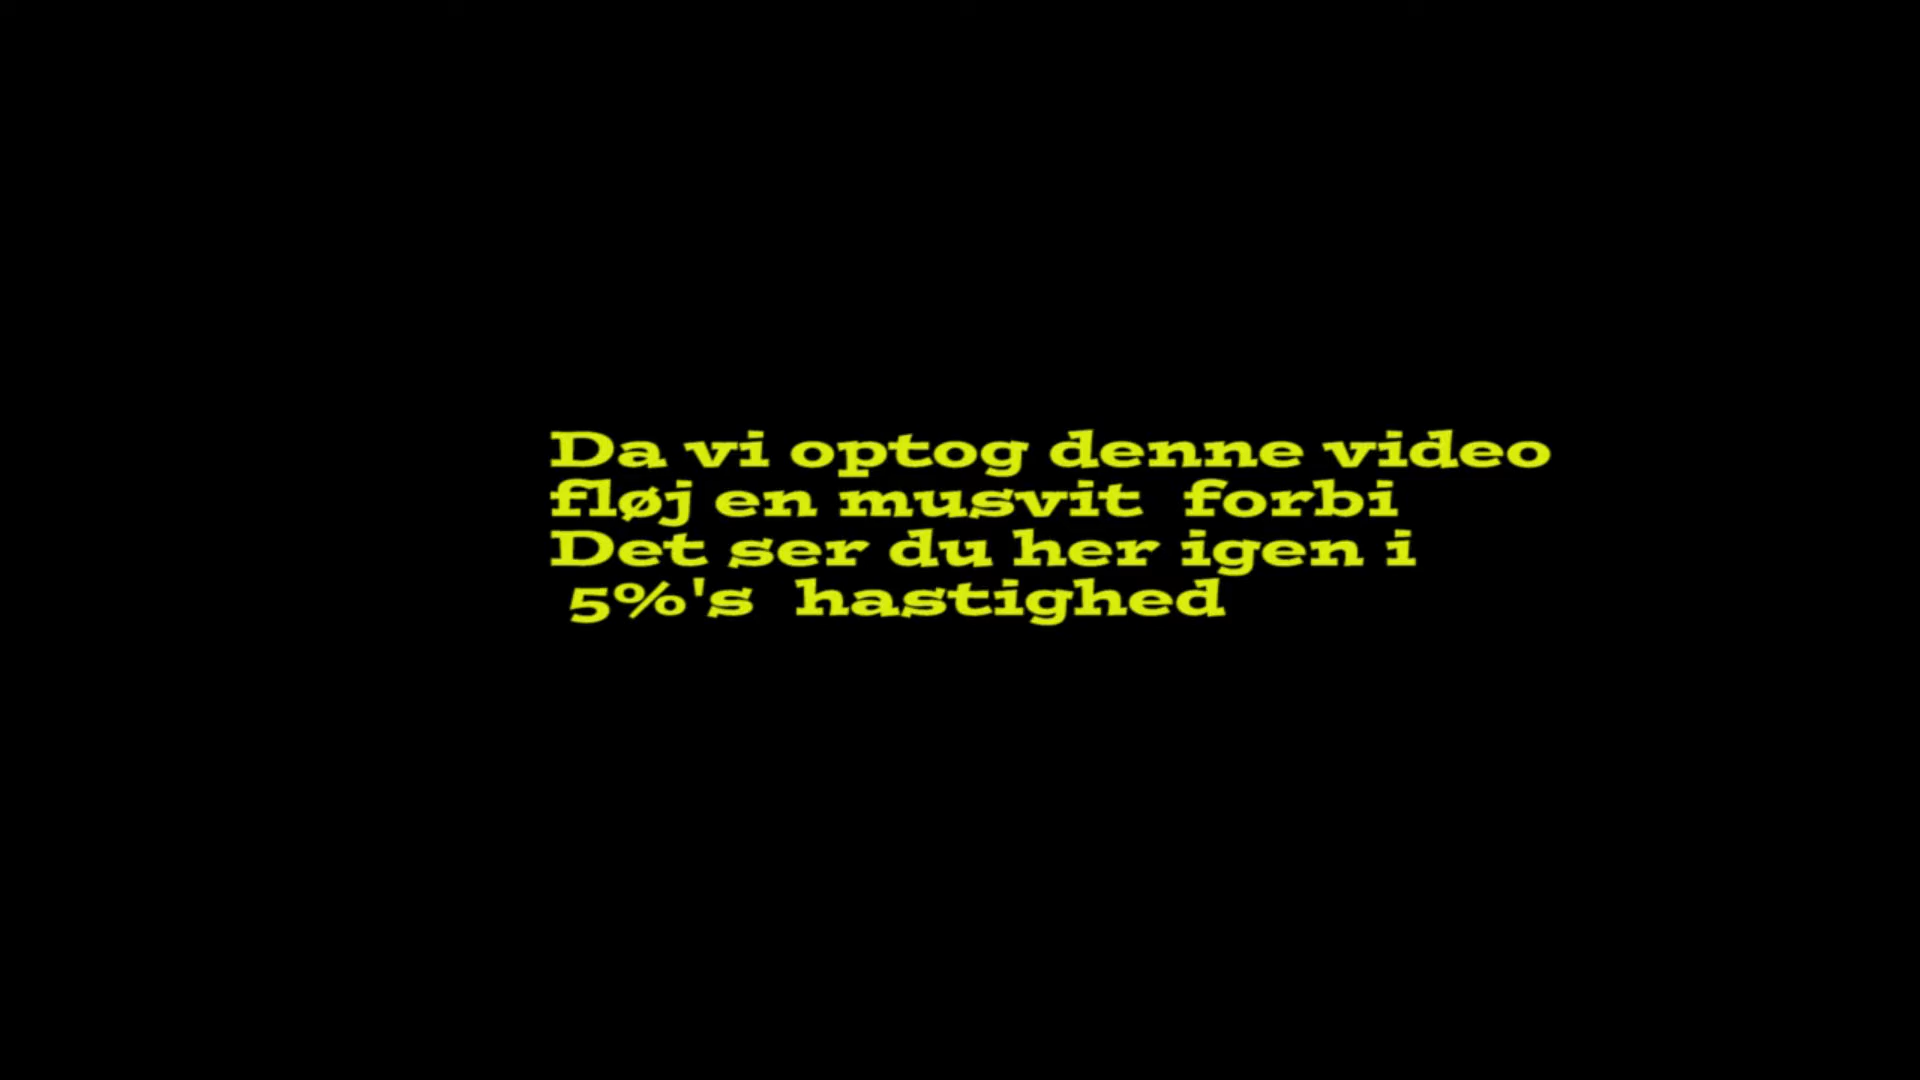 Da vi optog denne video
fløj en musvit  forbi
Det ser du her igen i
5%'s  hastighed